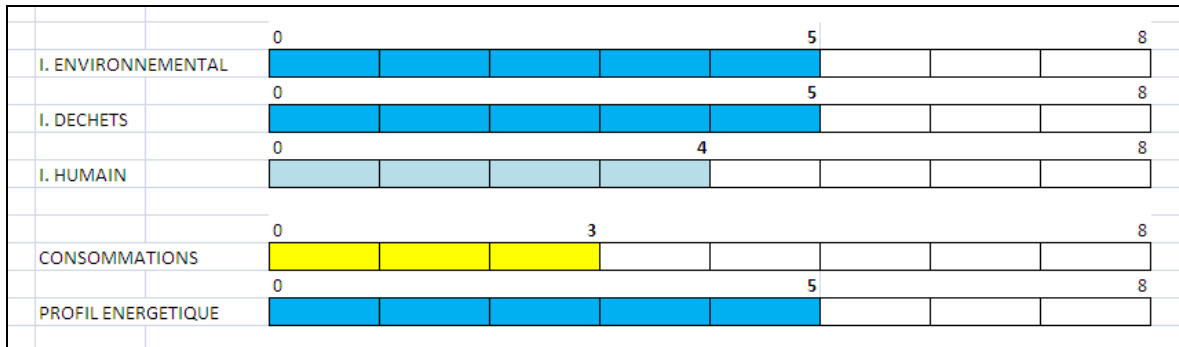 0 5 8
I. ENVIRONNEMENTAL
0 5 8
I. DECHETS
0 4 8
I. HUMAIN
0 3 8
CONSOMMATIONS
0 5 8
PROFIL ENERGETIQUE